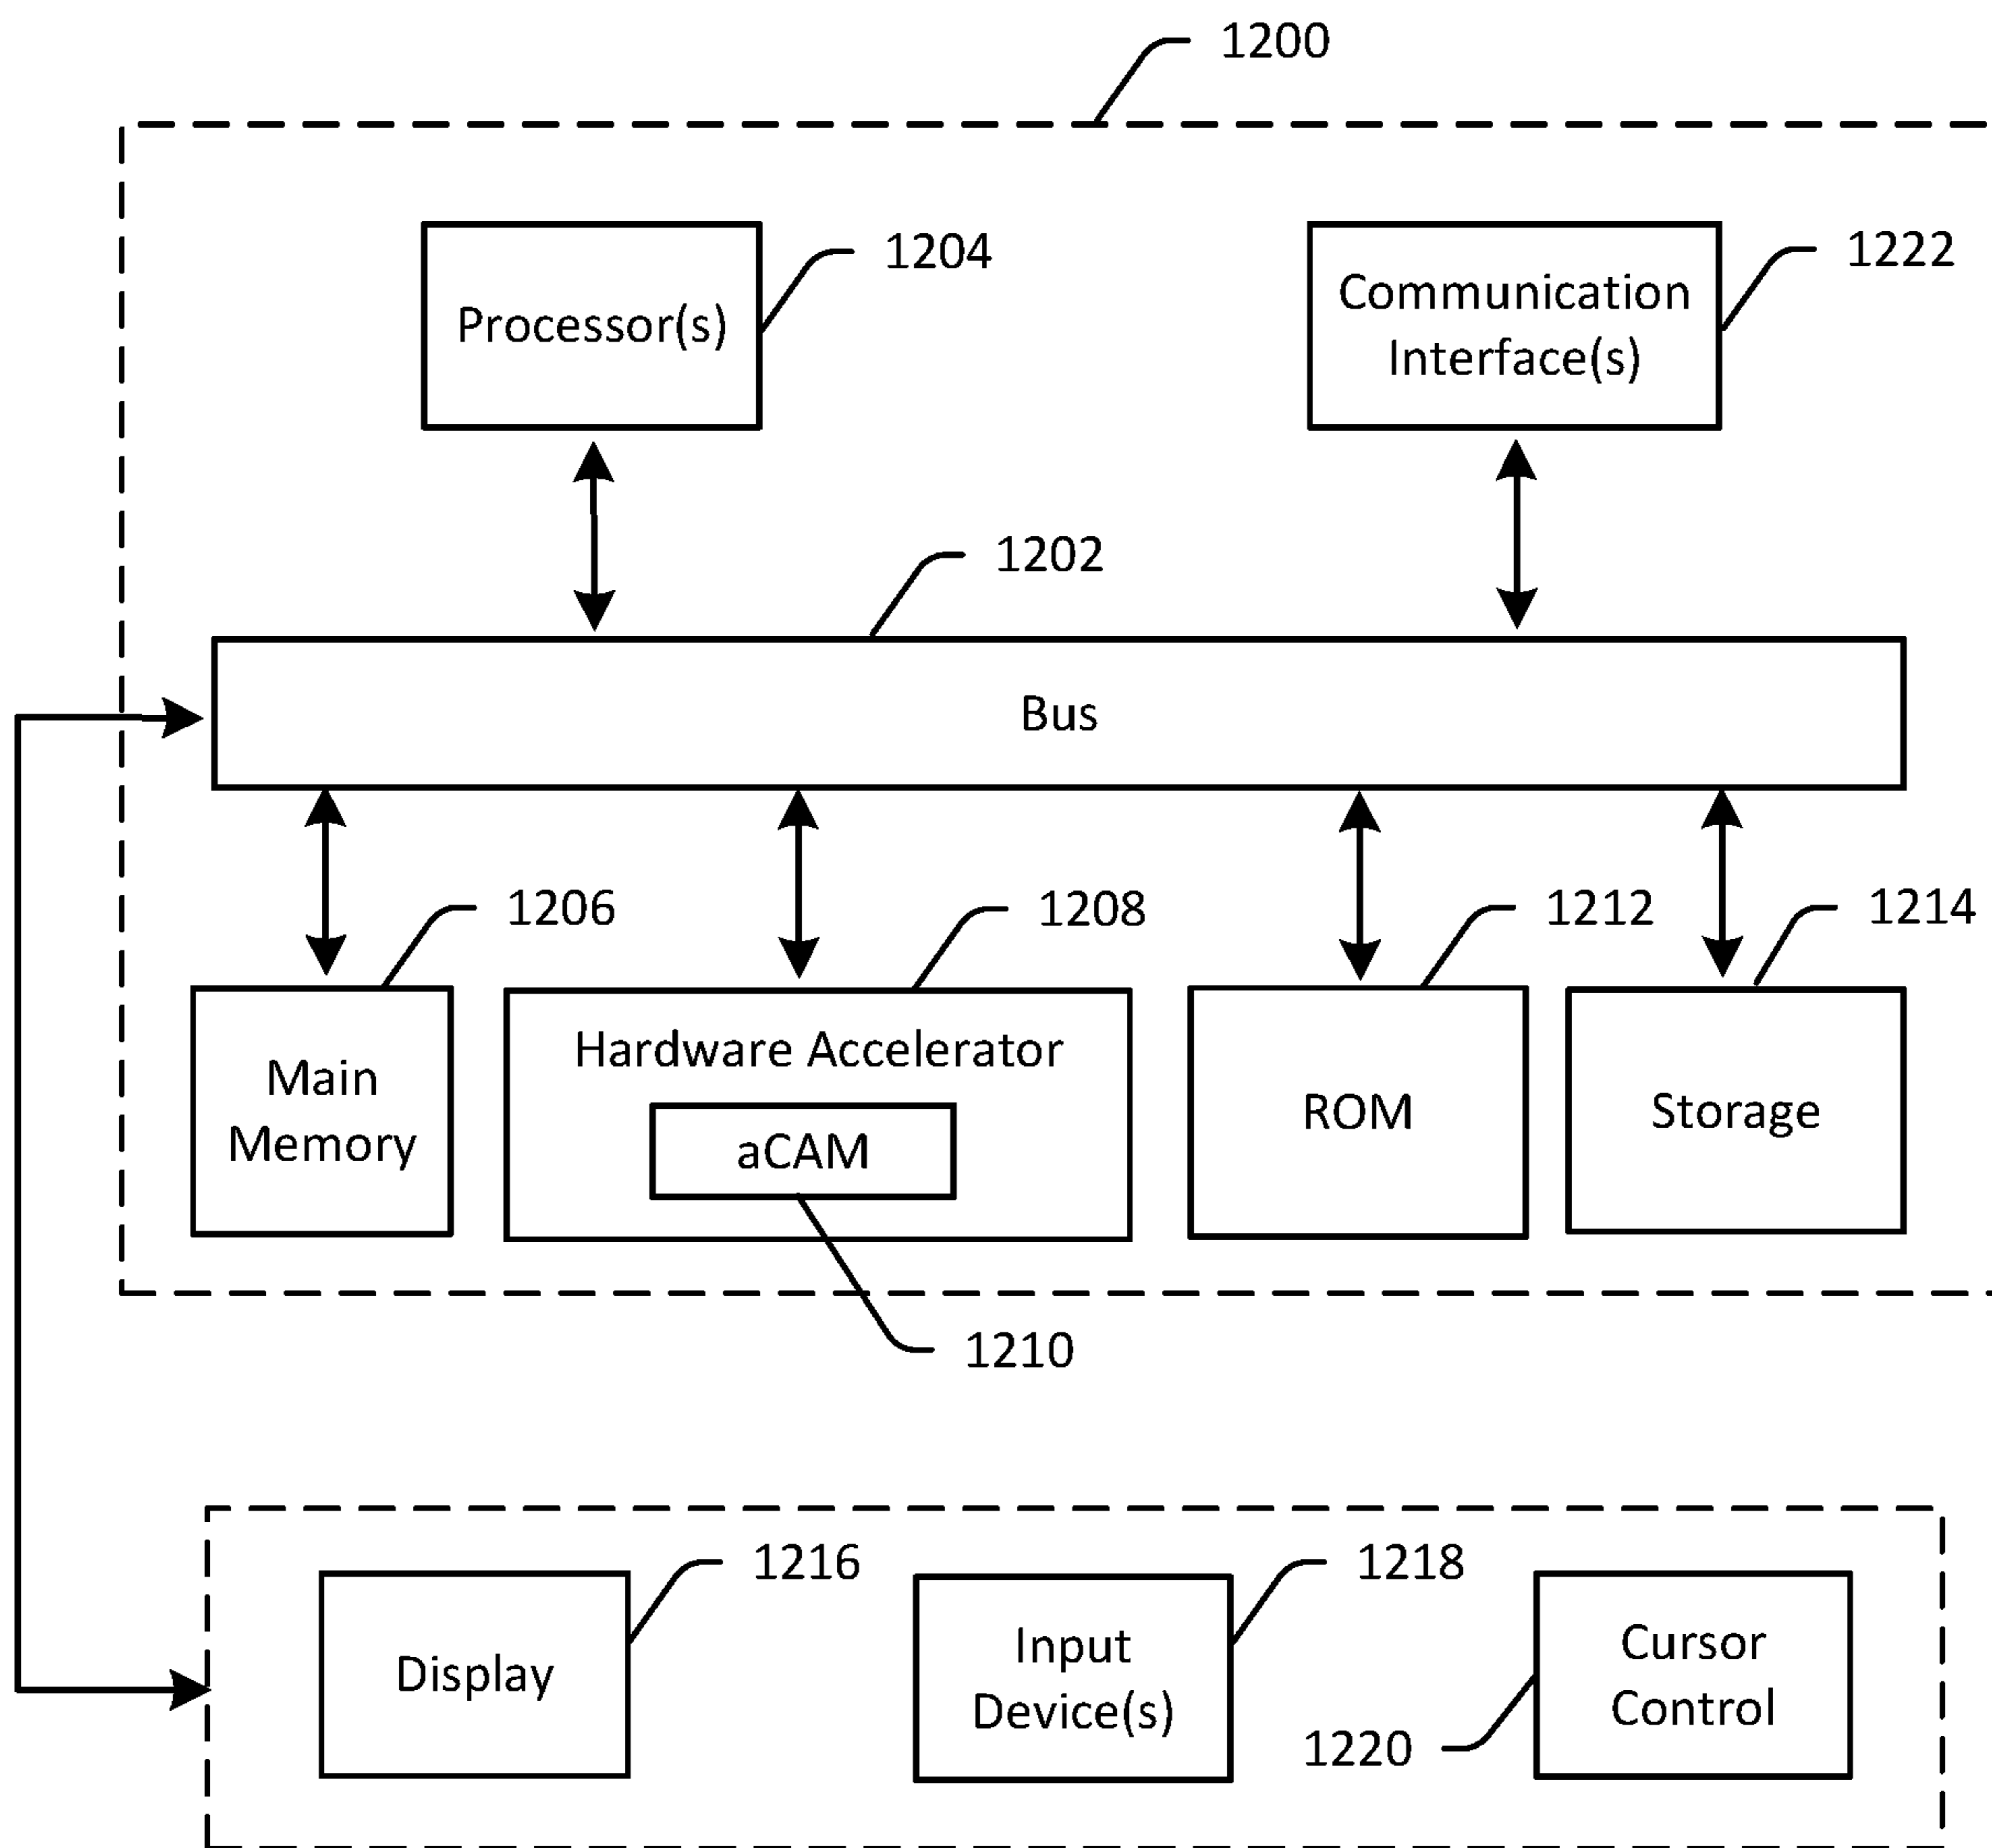 1200
1204
Processor(s)
1222
Communication
Interface(s)
1202
Bus
1206
1208
1212
1214
Main
Memory
Hardware Accelerator
aCAM
ROM
Storage
1210
1216
1218
Display
Input
Device(s)
Cursor
Control
1220